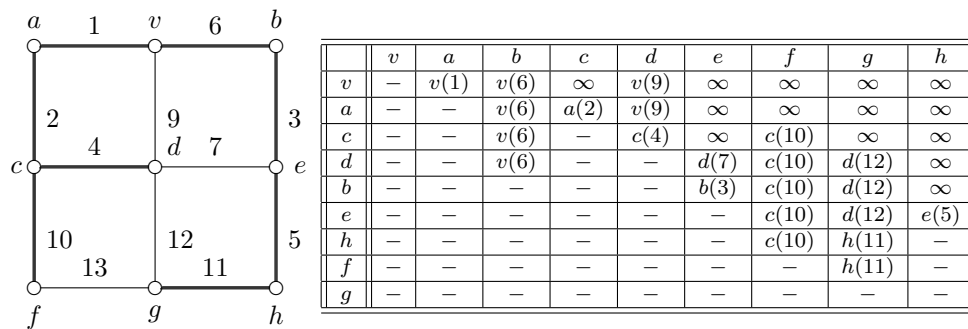 a 1 v 6 b
2 9 3
c 4 d 7 e
10 12 5
13 11
f g h
v a b c d e f g h
v − v(1) v(6) ∞ v(9) ∞ ∞ ∞ ∞
a − − v(6) a(2) v(9) ∞ ∞ ∞ ∞
c − − v(6) − c(4) ∞ c(10) ∞ ∞
d − − v(6) − − d(7) c(10) d(12) ∞
b − − − − − b(3) c(10) d(12) ∞
e − − − − − − c(10) d(12) e(5)
h − − − − − − c(10) h(11) −
f − − − − − − − h(11) −
g − − − − − − − − −